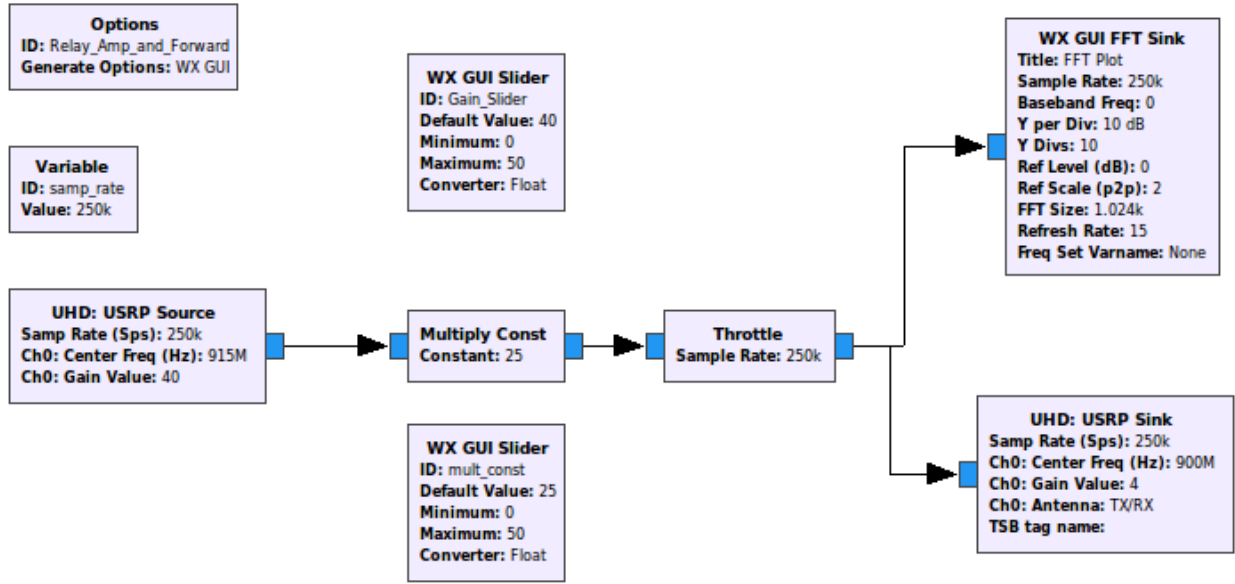 Options
ID: Relay_Amp_and_Forward
Generate Options: WX GUI
Variable
ID: samp_rate
Value: 250k
WX GUI Slider
ID: Gain_Slider
Default Value: 40
Minimum: 0
Maximum: 50
Converter: Float
WX GUI FFT Sink
Title: FFT Plot
Sample Rate: 250k
Baseband Freq: 0
Y per Div: 10 dB
Y Divs: 10
Ref Level (dB): 0
Ref Scale (p2p): 2
FFT Size: 1.024k
Refresh Rate: 15
Freq Set Varname: None
UHD: USRP Source
Samp Rate (Sps): 250k
Ch0: Center Freq (Hz): 915M
Ch0: Gain Value: 40
Multiply Const
Constant: 25
Throttle
Sample Rate: 250k
WX GUI Slider
ID: mult_const
Default Value: 25
Minimum: 0
Maximum: 50
Converter: Float
UHD: USRP Sink
Samp Rate (Sps): 250k
Ch0: Center Freq (Hz): 900M
Ch0: Gain Value: 4
Ch0: Antenna: TX/RX
TSB tag name: